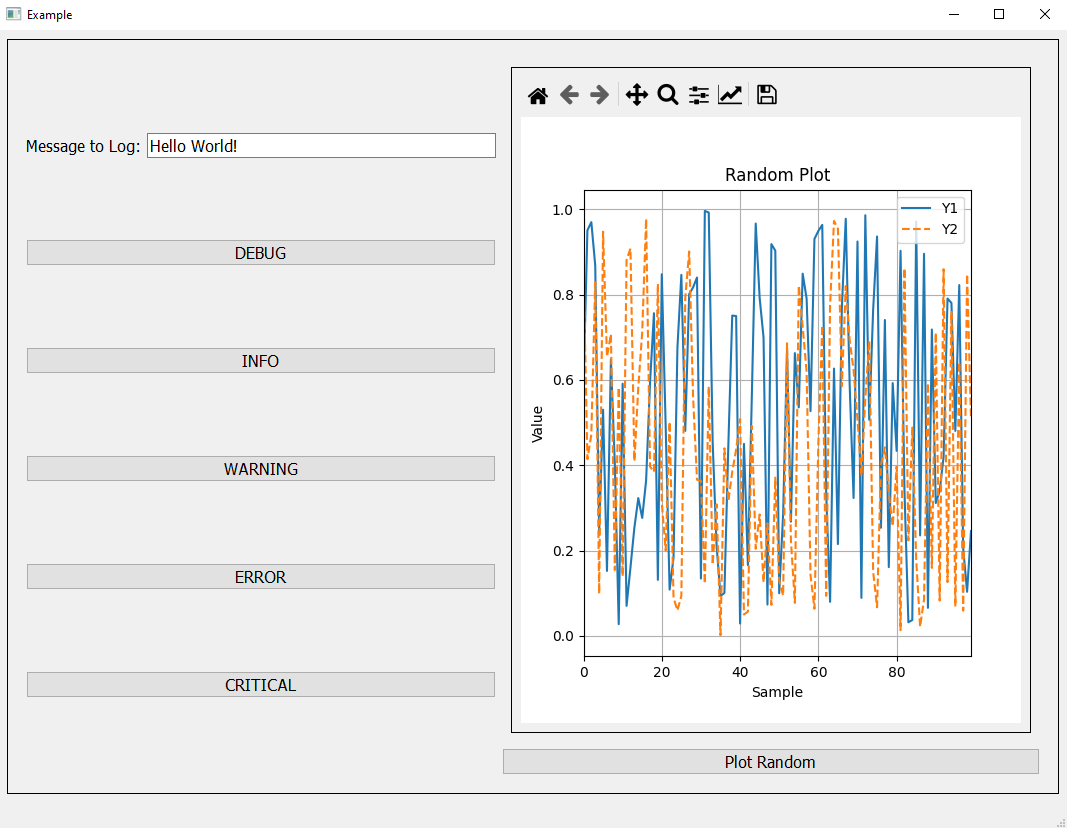 Example
Message to Log: Hello World!
DEBUG
INFO
WARNING
ERROR
CRITICAL
Random Plot
Y1
Y2
1.0
0.8
0.6
0.4
0.2
0.0
Value
0 20 40 60 80
Sample
Plot Random